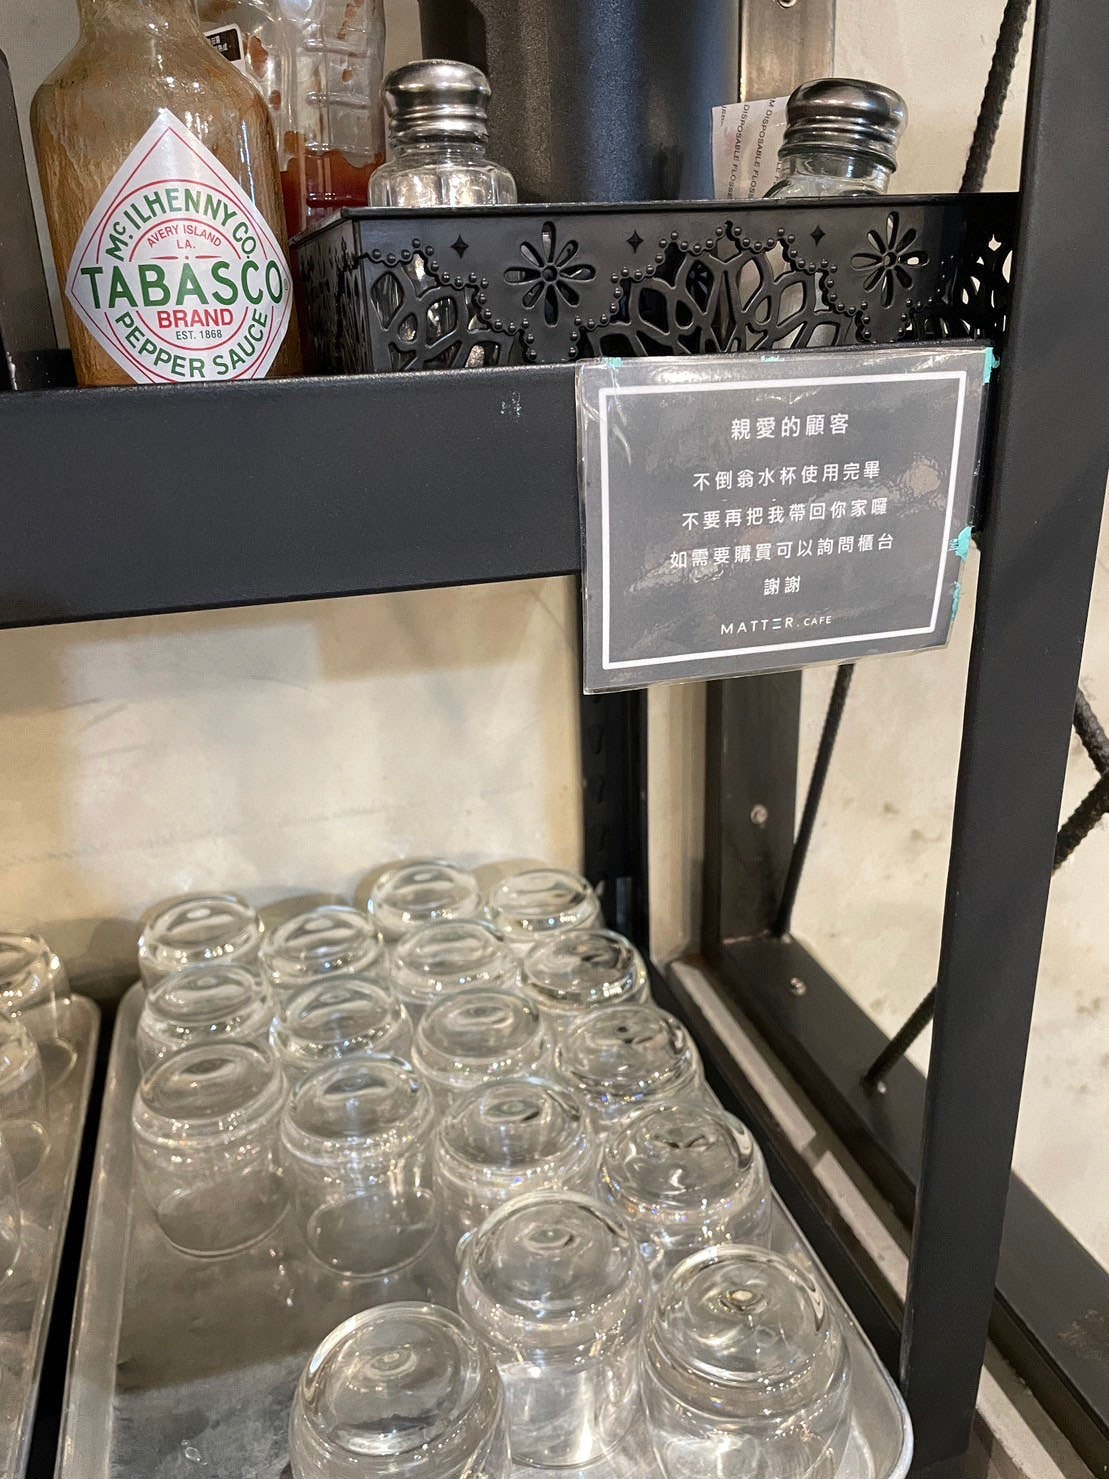 McILHENNY CO.
AVERY ISLAND
LA.
TABASCO
BRAND
EST. 1868
PEPPER SAUCE
M DISPOSABLE FLOSS
DISPOSABLE FLOSSE
親愛的顧客
不倒翁水杯使用完畢
不要再把我帶回你家囉
如需要購買可以詢問櫃台
謝謝
MATTER. CAFE